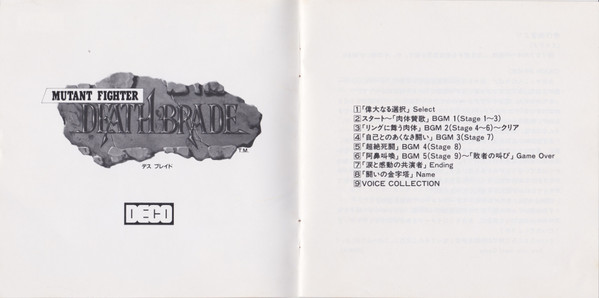 MUTANT FIGHTER
DEATH BRADE
T.M.
デス ブレイド
DECO
1「偉大なる選択」 Select
2スタート～「肉体賛歌」 BGM 1(Stage 1～3)
3「リングに舞う肉体」 BGM 2(Stage 4～6)～クリア
4「自己とのあくなき闘い」 BGM 3(Stage 7)
5「超絶死闘」 BGM 4(Stage 8)
6「阿鼻叫喚」 BGM 5(Stage 9)～「敗者の叫び」 Game Over
7「涙と感動の共演者」 Ending
8「闘いの金字塔」 Name
9VOICE COLLECTION